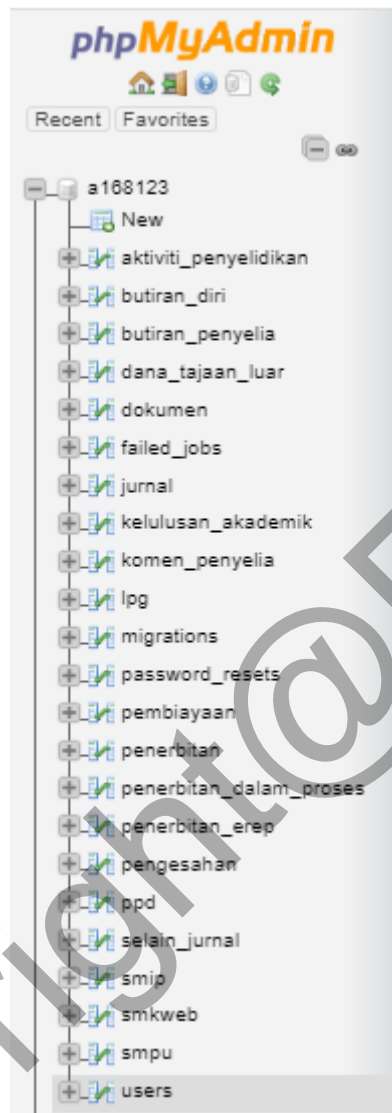 phpMyAdmin
Recent Favorites
a168123
New
aktiviti_penyelidikan
butiran_diri
butiran_penyelia
dana_tajaan_luar
dokumen
failed_jobs
jurnal
kelulusan_akademik
komen_penyelia
lpg
migrations
password_resets
pembiayaan
penerbitan
penerbitan_dalam_proses
penerbitan_erep
pengesahan
ppd
selain_jurnal
smip
smkweb
smpu
users
right@